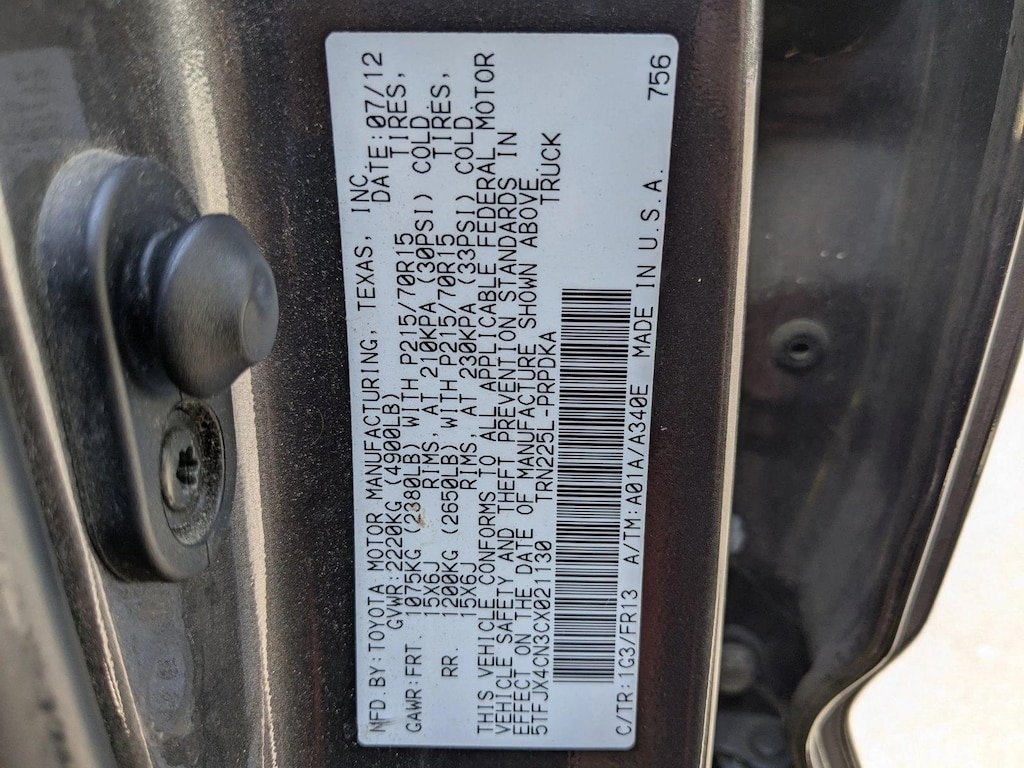 MFD.BY:TOYOTA MOTOR MANUFACTURING, TEXAS, INC.
GVWR:2220KG (4900LB) DATE:07/12
GAWR:FRT. 1075KG (2380LB) WITH P215/70R15 TIRES,
15X6J RIMS, AT 210KPA (30PSI) COLD
RR. 1200KG (2650LB) WITH P215/70R15 TIRES,
15X6J RIMS, AT 230KPA (33PSI) COLD
THIS VEHICLE CONFORMS TO ALL APPLICABLE FEDERAL MOTOR
VEHICLE SAFETY AND THEFT PREVENTION STANDARDS IN
EFFECT ON THE DATE OF MANUFACTURE SHOWN ABOVE.
5TFJX4CN3CX021130 TRN225L-PRPDKA TRUCK
C/TR:1G3/FR13 A/TM:A01A/A340E MADE IN U.S.A. 756